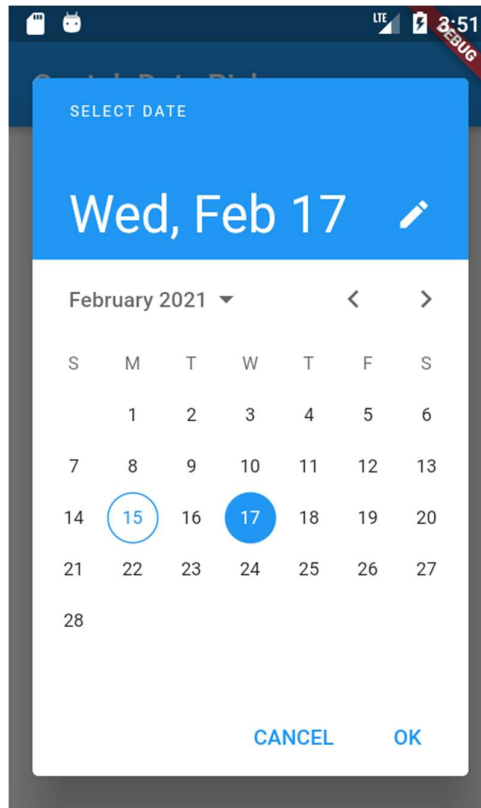 LTE 3:51
DEBUG
SELECT DATE
Wed, Feb 17
February 2021
S M T W T F S
1 2 3 4 5 6
7 8 9 10 11 12 13
14 15 16 17 18 19 20
21 22 23 24 25 26 27
28
CANCEL OK